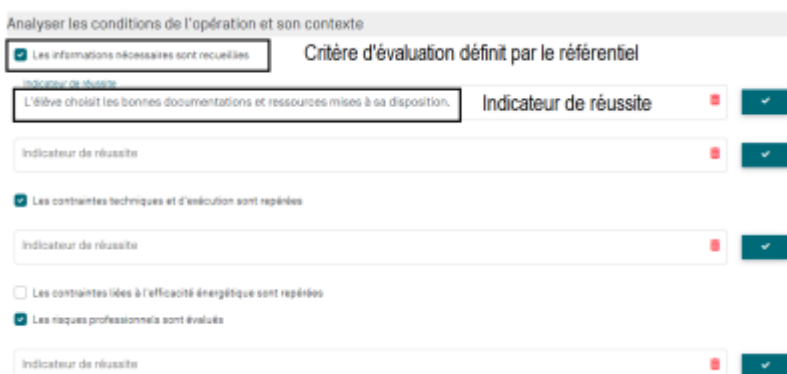 Analyser les conditions de l'opération et son contexte
Les informations nécessaires sont recueillies
Critère d'évaluation définit par le référentiel
Indicateur de réussite
L'élève choisit les bonnes documentations et ressources mises à sa disposition.
Indicateur de réussite
Indicateur de réussite
Les contraintes techniques et d'exécution sont repérées
Indicateur de réussite
Les contraintes liées à l'efficacité énergétique sont repérées
Les risques professionnels sont évalués
Indicateur de réussite